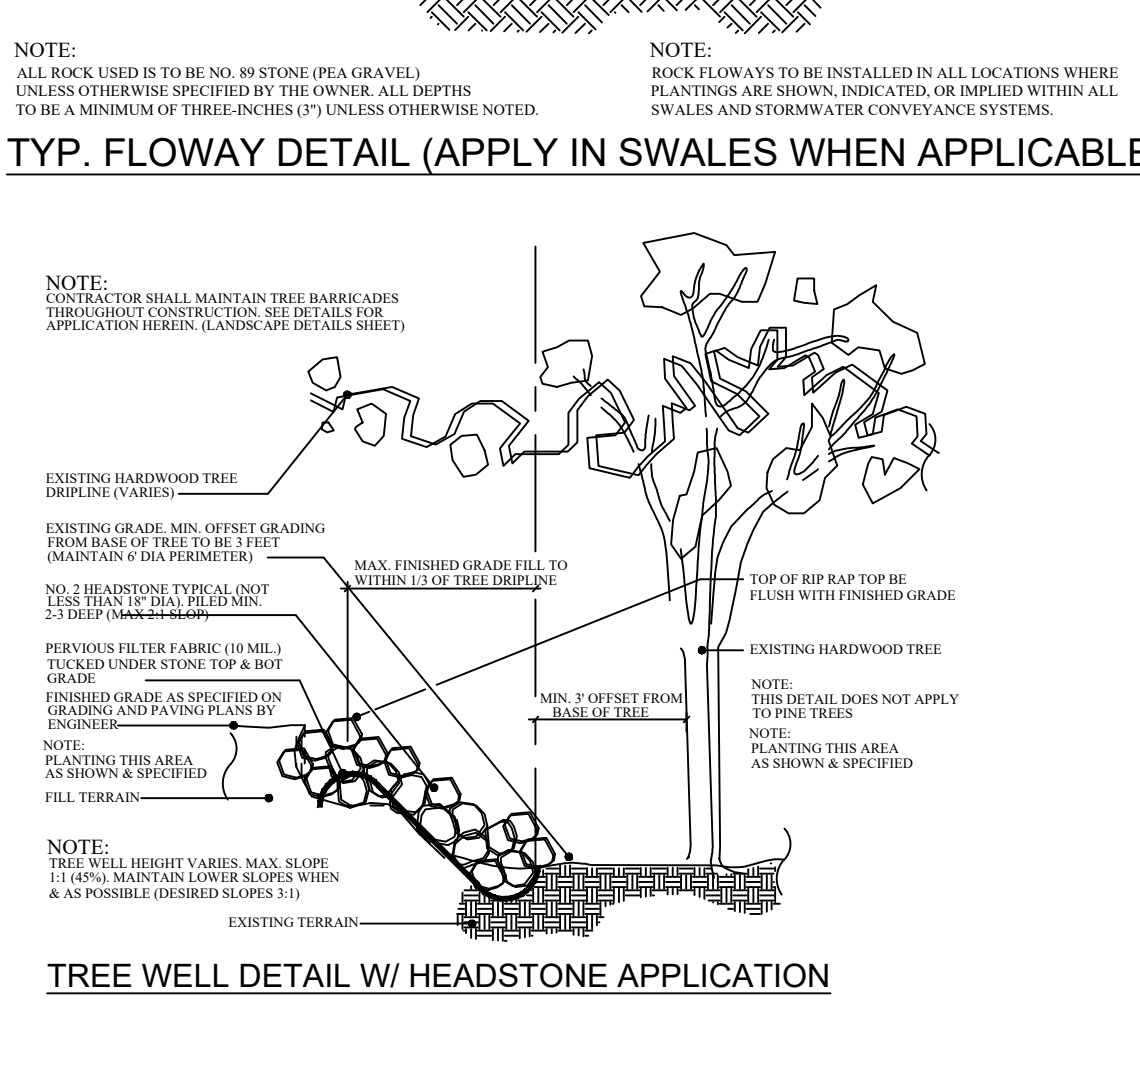 NOTE:
ALL ROCK USED IS TO BE NO. 89 STONE (PEA GRAVEL)
UNLESS OTHERWISE SPECIFIED BY THE OWNER. ALL DEPTHS
TO BE A MINIMUM OF THREE-INCHES (3") UNLESS OTHERWISE NOTED.
NOTE:
ROCK FLOWAYS TO BE INSTALLED IN ALL LOCATIONS WHERE
PLANTINGS ARE SHOWN, INDICATED, OR IMPLIED WITHIN ALL
SWALES AND STORMWATER CONVEYANCE SYSTEMS.
TYP. FLOWAY DETAIL (APPLY IN SWALES WHEN APPLICABLE
NOTE:
CONTRACTOR SHALL MAINTAIN TREE BARRICADES
THROUGHOUT CONSTRUCTION. SEE DETAILS FOR
APPLICATION HEREIN. (LANDSCAPE DETAILS SHEET)
EXISTING HARDWOOD TREE
DRIPLINE (VARIES)
EXISTING GRADE. MIN. OFFSET GRADING
FROM BASE OF TREE TO BE 3 FEET
(MAINTAIN 6' DIA PERIMETER)
MAX. FINISHED GRADE FILL TO
WITHIN 1/3 OF TREE DRIPLINE
NO. 2 HEADSTONE TYPICAL (NOT
LESS THAN 18" DIA). PILED MIN.
2-3 DEEP (MAX 2:1 SLOP)
TOP OF RIP RAP TOP BE
FLUSH WITH FINISHED GRADE
PERVIOUS FILTER FABRIC (10 MIL.)
TUCKED UNDER STONE TOP & BOT
GRADE
EXISTING HARDWOOD TREE
FINISHED GRADE AS SPECIFIED ON
GRADING AND PAVING PLANS BY
ENGINEER
MIN. 3' OFFSET FROM
BASE OF TREE
NOTE:
THIS DETAIL DOES NOT APPLY
TO PINE TREES
NOTE:
PLANTING THIS AREA
AS SHOWN & SPECIFIED
NOTE:
PLANTING THIS AREA
AS SHOWN & SPECIFIED
FILL TERRAIN
NOTE:
TREE WELL HEIGHT VARIES. MAX. SLOPE
1:1 (45%). MAINTAIN LOWER SLOPES WHEN
& AS POSSIBLE (DESIRED SLOPES 3:1)
EXISTING TERRAIN
TREE WELL DETAIL W/ HEADSTONE APPLICATION